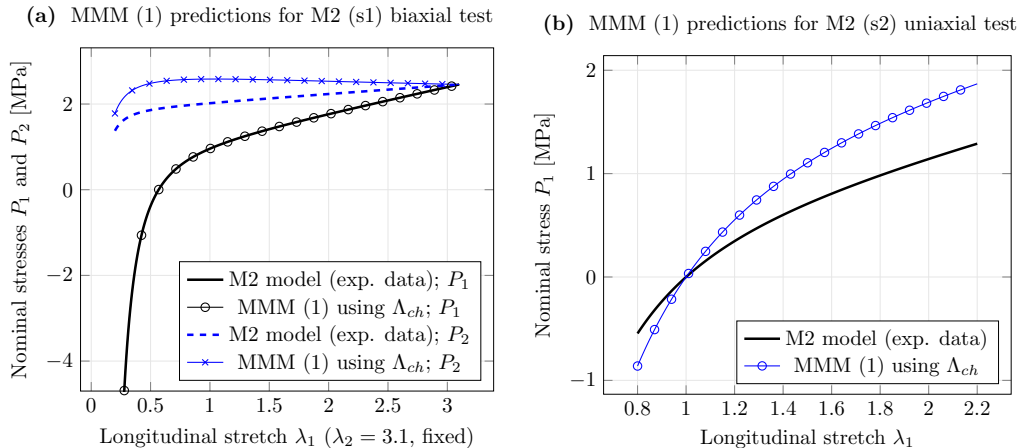 (a) MMM (1) predictions for M2 (s1) biaxial test
Nominal stresses P₁ and P₂ [MPa]
2
0
−2
−4
0
0.5
1
1.5
2
2.5
3
Longitudinal stretch λ₁ (λ₂ = 3.1, fixed)
M2 model (exp. data); P₁
MMM (1) using Λ_ch; P₁
M2 model (exp. data); P₂
MMM (1) using Λ_ch; P₂
(b) MMM (1) predictions for M2 (s2) uniaxial test
Nominal stress P₁ [MPa]
2
1
0
−1
0.8
1
1.2
1.4
1.6
1.8
2
2.2
Longitudinal stretch λ₁
M2 model (exp. data)
MMM (1) using Λ_ch